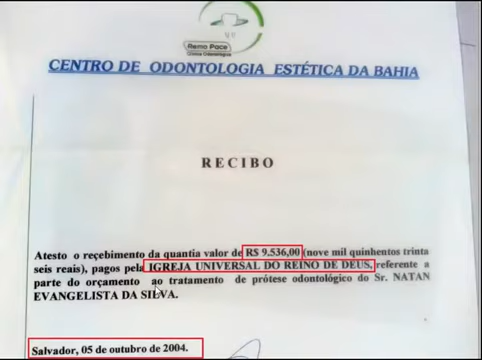 Remo Pace
CENTRO DE ODONTOLOGIA ESTÉTICA DA BAHIA
RECIBO
Atesto o reçebimento da quantia valor de R$ 9.536,00 (nove mil quinhentos trinta
seis reais), pagos pela IGREJA UNIVERSAL DO REINO DE DEUS, referente a
parte do orçamento ao tratamento de prótese odontológico do Sr. NATAN
EVANGELISTA DA SILVA.
Salvador, 05 de outubro de 2004.